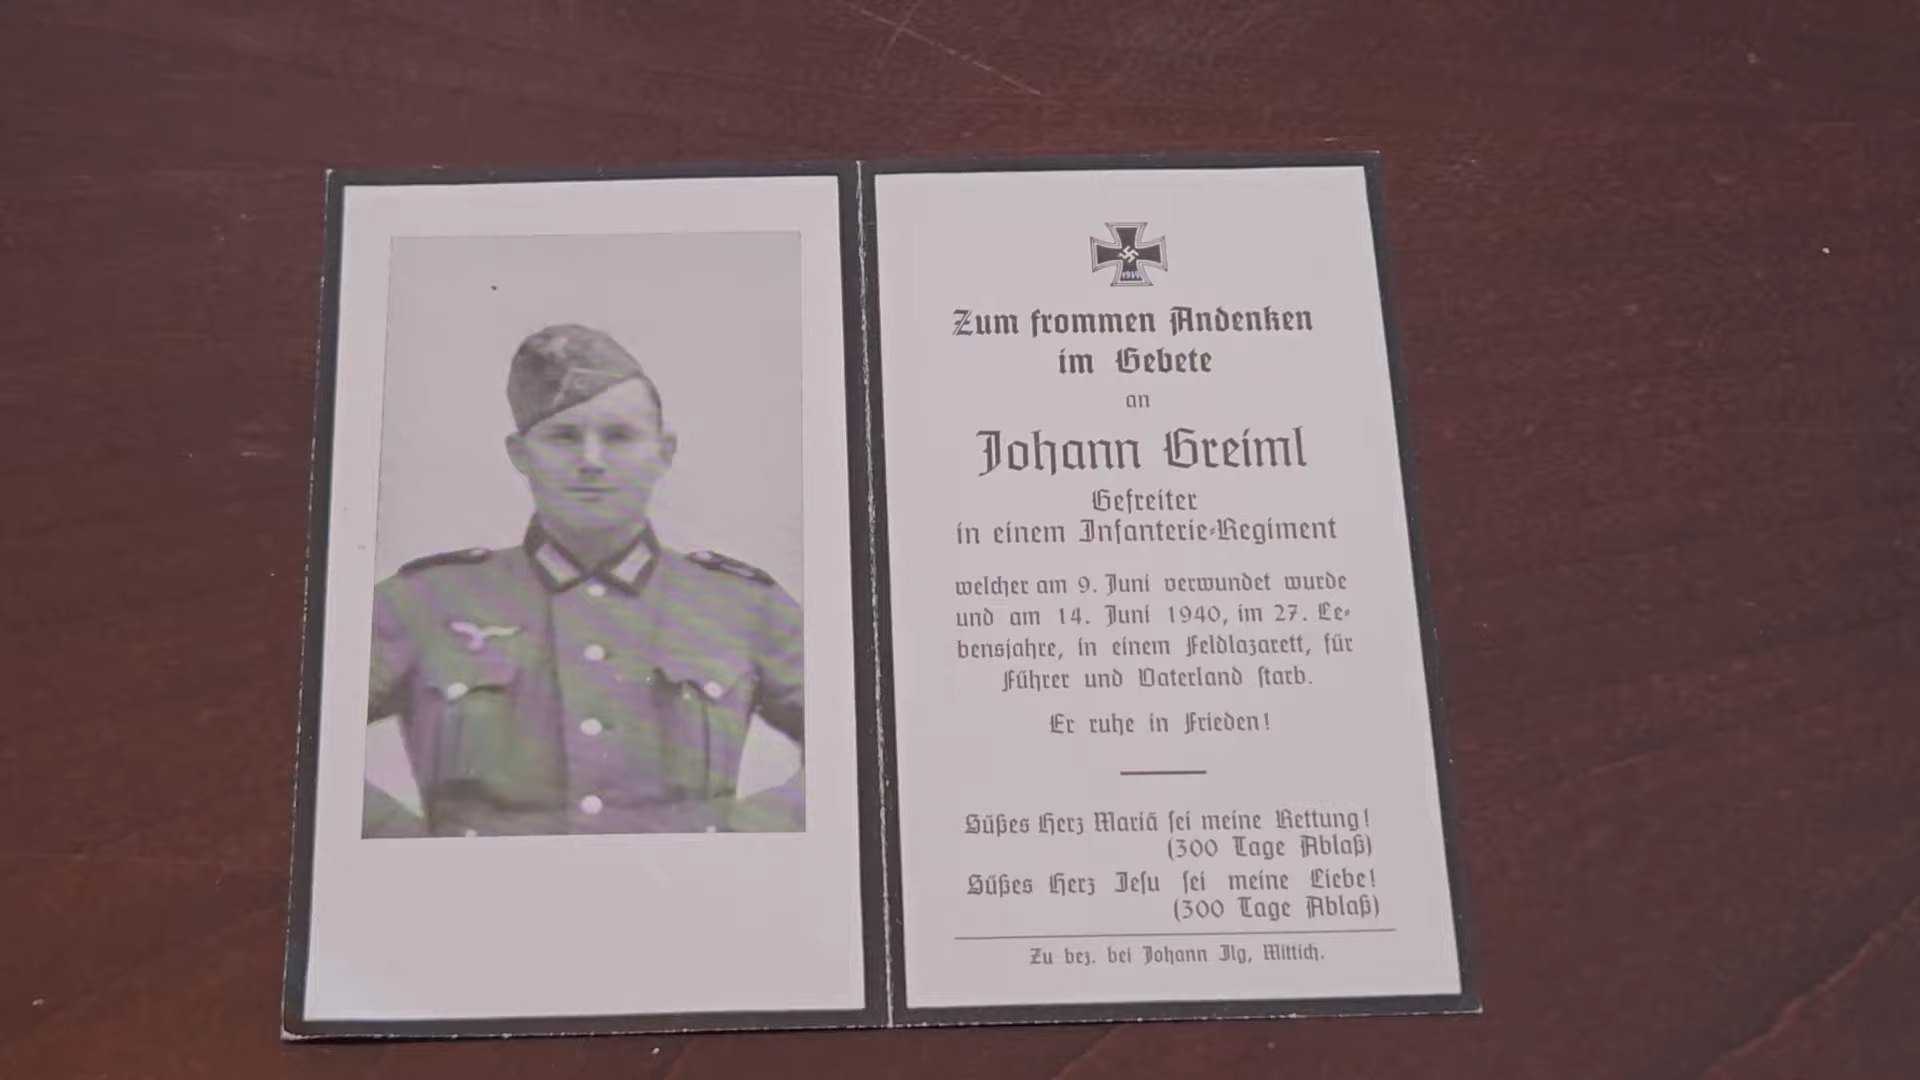 1939
Zum frommen Andenken
im Gebete
an
Johann Greiml
Gefreiter
in einem Infanterie-Regiment
welcher am 9. Juni verwundet wurde
und am 14. Juni 1940, im 27. Le-
bensjahre, in einem Feldlazarett, für
Führer und Vaterland starb.
Er ruhe in Frieden!
Süßes Herz Mariä sei meine Rettung!
(300 Tage Ablaß)
Süßes Herz Jesu sei meine Liebe!
(300 Tage Ablaß)
Zu bez. bei Johann Ilg, Mittich.